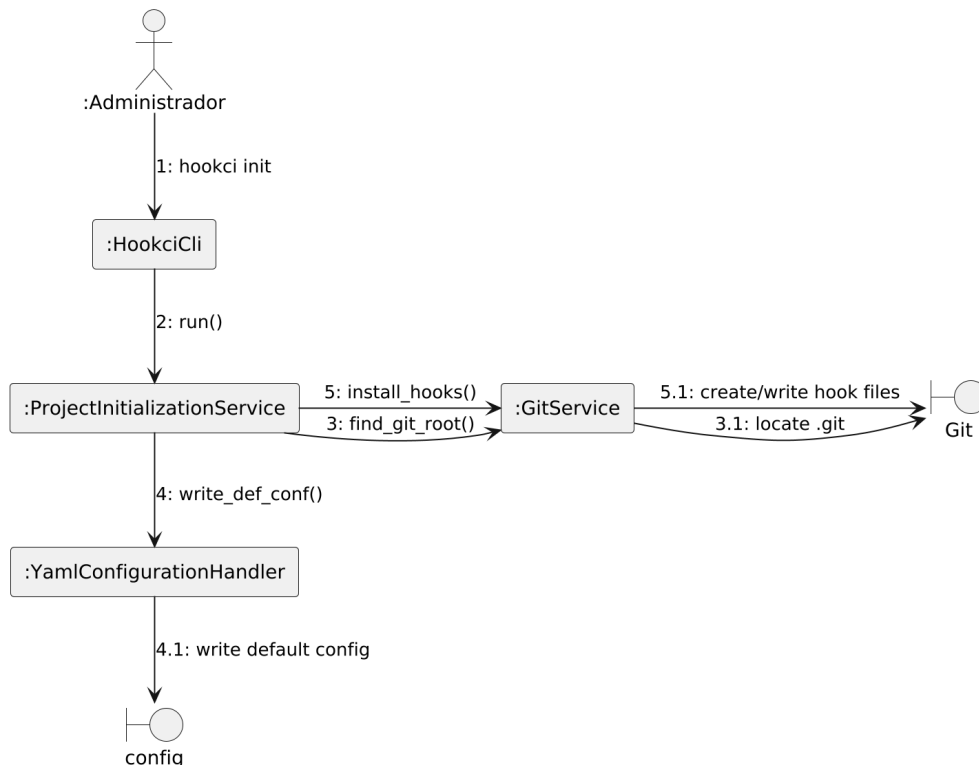 :Administrador
1: hookci init
:HookciCli
2: run()
:ProjectInitializationService
5: install_hooks()
3: find_git_root()
:GitService
5.1: create/write hook files
3.1: locate .git
Git
4: write_def_conf()
:YamlConfigurationHandler
4.1: write default config
config